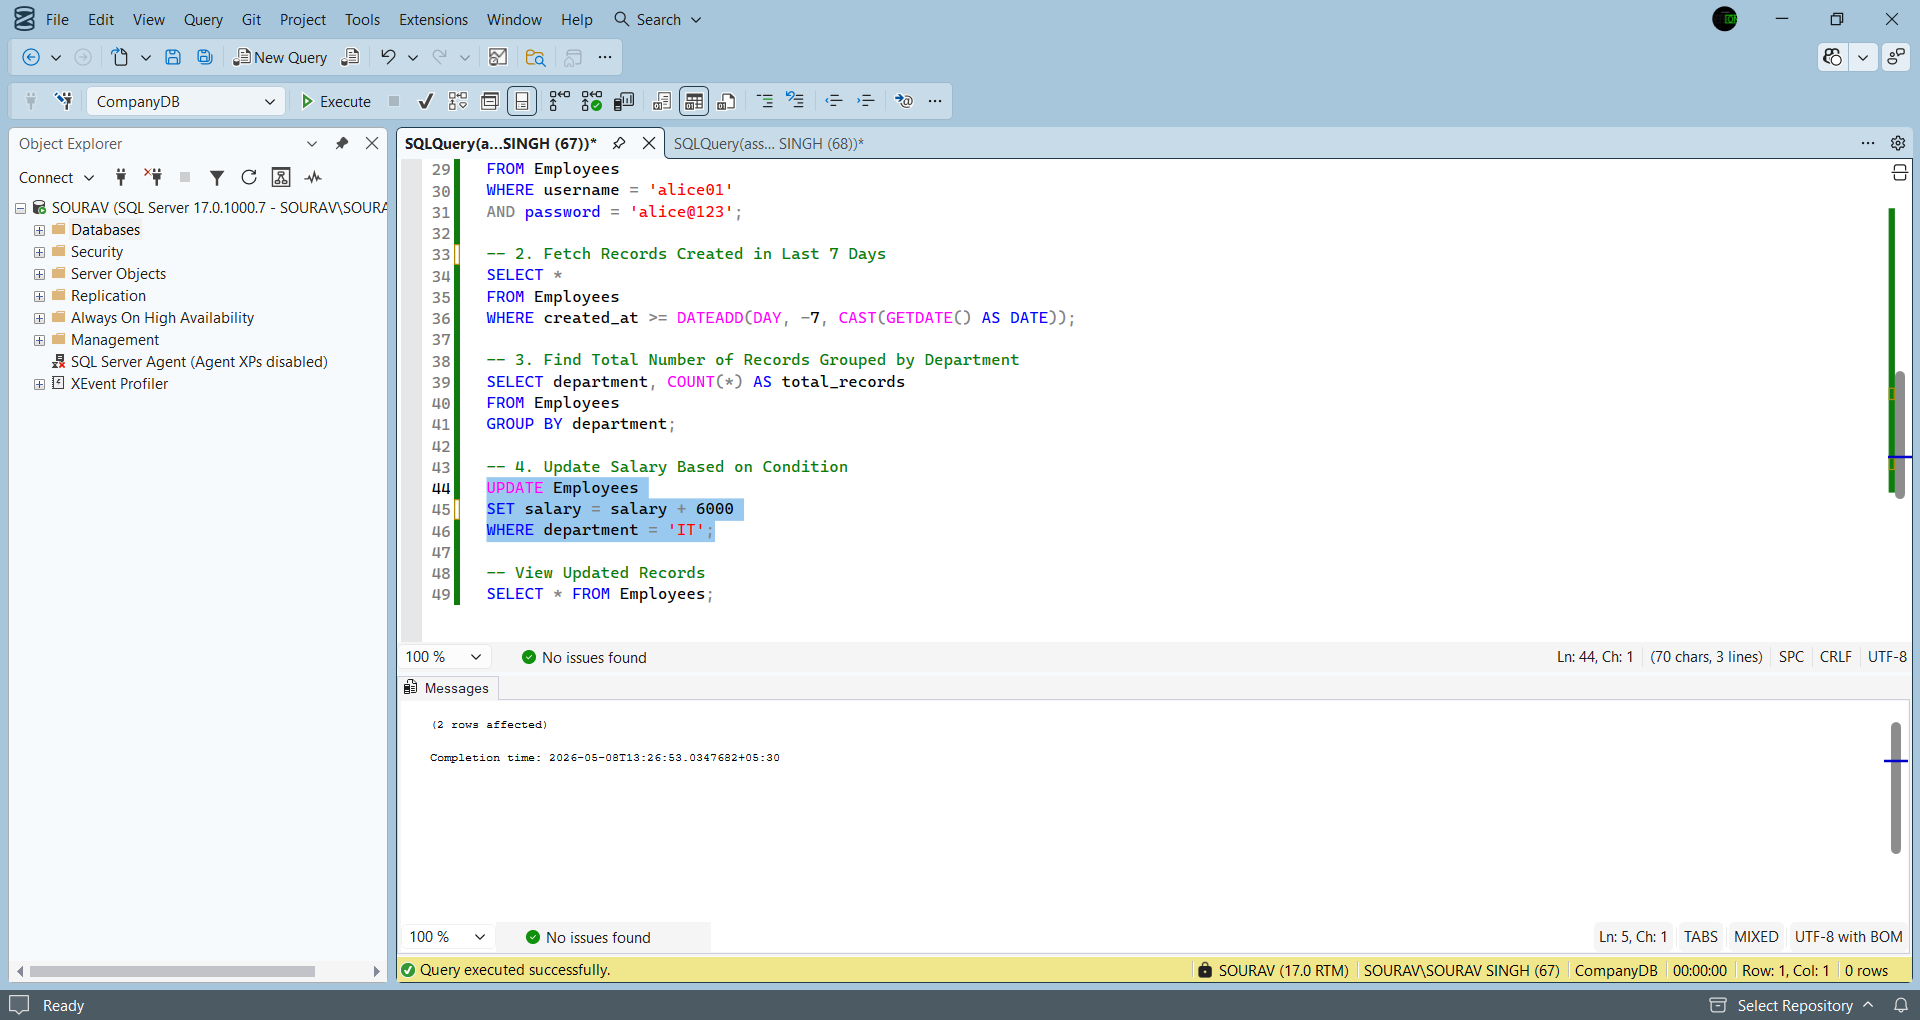 File Edit View Query Git Project Tools Extensions Window Help Search
New Query
CompanyDB Execute
Object Explorer
Connect
SOURAV (SQL Server 17.0.1000.7 - SOURAV\SOURA
Databases
Security
Server Objects
Replication
Always On High Availability
Management
SQL Server Agent (Agent XPs disabled)
XEvent Profiler
SQLQuery(a...SINGH (67))* SQLQuery(ass... SINGH (68))*
29 FROM Employees
30 WHERE username = 'alice01'
31 AND password = 'alice@123';
32
33 -- 2. Fetch Records Created in Last 7 Days
34 SELECT *
35 FROM Employees
36 WHERE created_at >= DATEADD(DAY, -7, CAST(GETDATE() AS DATE));
37
38 -- 3. Find Total Number of Records Grouped by Department
39 SELECT department, COUNT(*) AS total_records
40 FROM Employees
41 GROUP BY department;
42
43 -- 4. Update Salary Based on Condition
44 UPDATE Employees
45 SET salary = salary + 6000
46 WHERE department = 'IT';
47
48 -- View Updated Records
49 SELECT * FROM Employees;
100 % No issues found Ln: 44, Ch: 1 (70 chars, 3 lines) SPC CRLF UTF-8
Messages
(2 rows affected)
Completion time: 2026-05-08T13:26:53.0347682+05:30
100 % No issues found Ln: 5, Ch: 1 TABS MIXED UTF-8 with BOM
Query executed successfully. SOURAV (17.0 RTM) SOURAV\SOURAV SINGH (67) CompanyDB 00:00:00 Row: 1, Col: 1 0 rows
Ready Select Repository